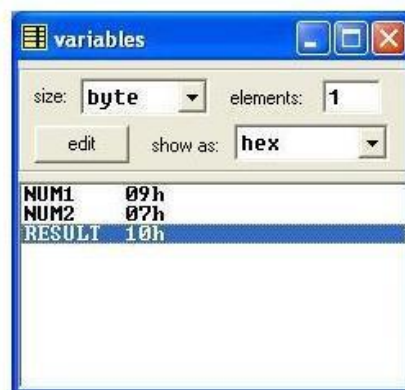 variables
size: byte elements: 1
edit show as: hex
NUM1 09h
NUM2 07h
RESULT 10h